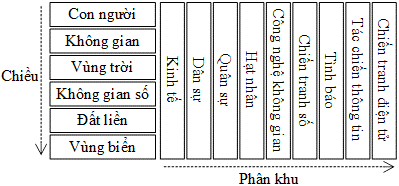 Chiều
Con người
Không gian
Vùng trời
Không gian số
Đất liền
Vùng biển
Kinh tế
Dân sự
Quân sự
Hạt nhân
Công nghệ không gian
Chiến tranh số
Tình báo
Tác chiến thông tin
Chiến tranh điện tử
Phân khu